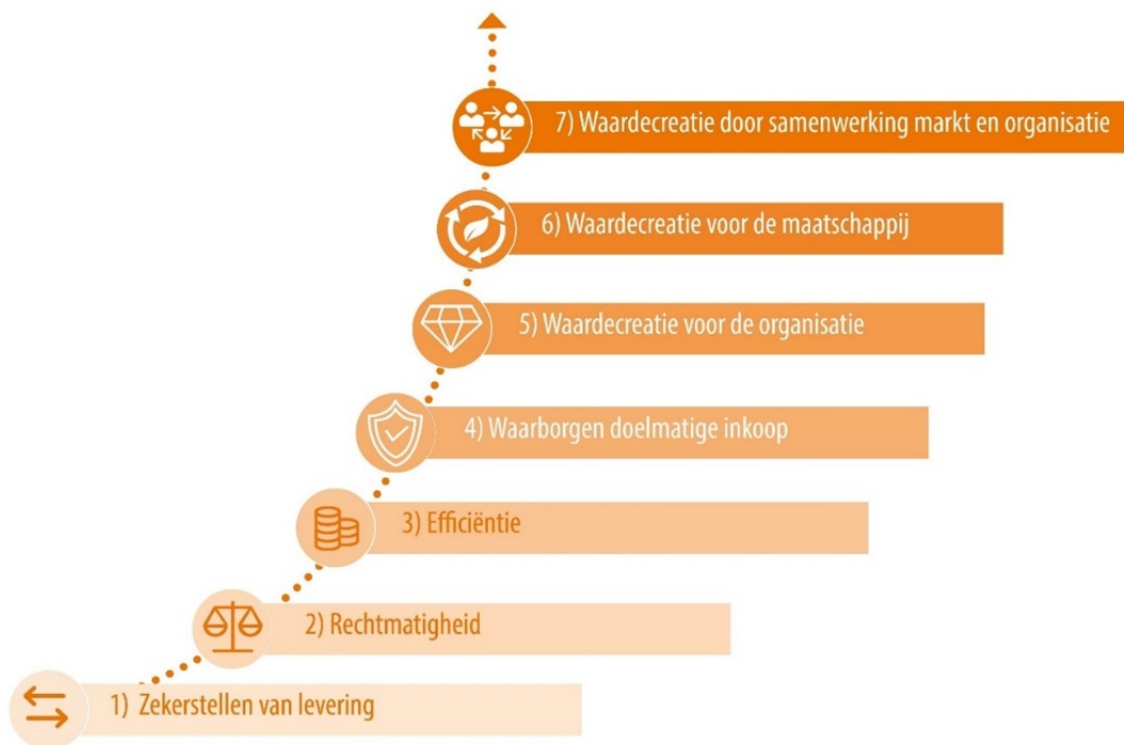 7) Waardecreatie door samenwerking markt en organisatie
6) Waardecreatie voor de maatschappij
5) Waardecreatie voor de organisatie
4) Waarborgen doelmatige inkoop
3) Efficiëntie
2) Rechtmatigheid
1) Zekerstellen van levering